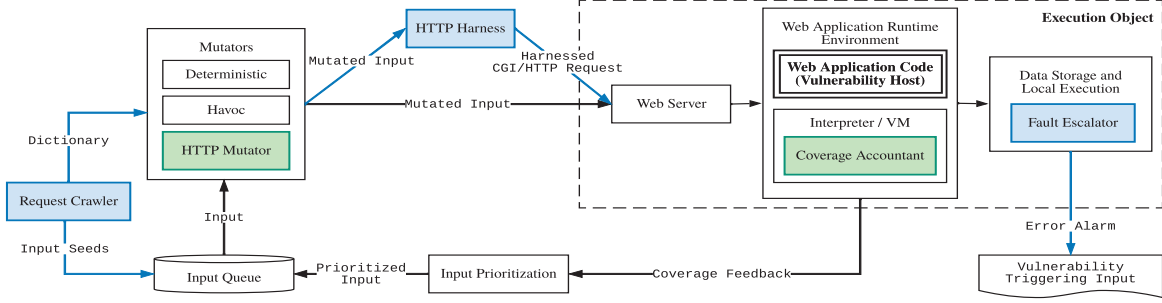 Mutators
Deterministic
Havoc
HTTP Mutator
Mutated Input
HTTP Harness
Harnessed
CGI/HTTP Request
Mutated Input
Execution Object
Web Server
Web Application Runtime
Environment
Web Application Code
(Vulnerability Host)
Interpreter / VM
Coverage Accountant
Data Storage and
Local Execution
Fault Escalator
Dictionary
Request Crawler
Input Seeds
Input
Input Queue
Prioritized
Input
Input Prioritization
Coverage Feedback
Error Alarm
Vulnerability
Triggering Input